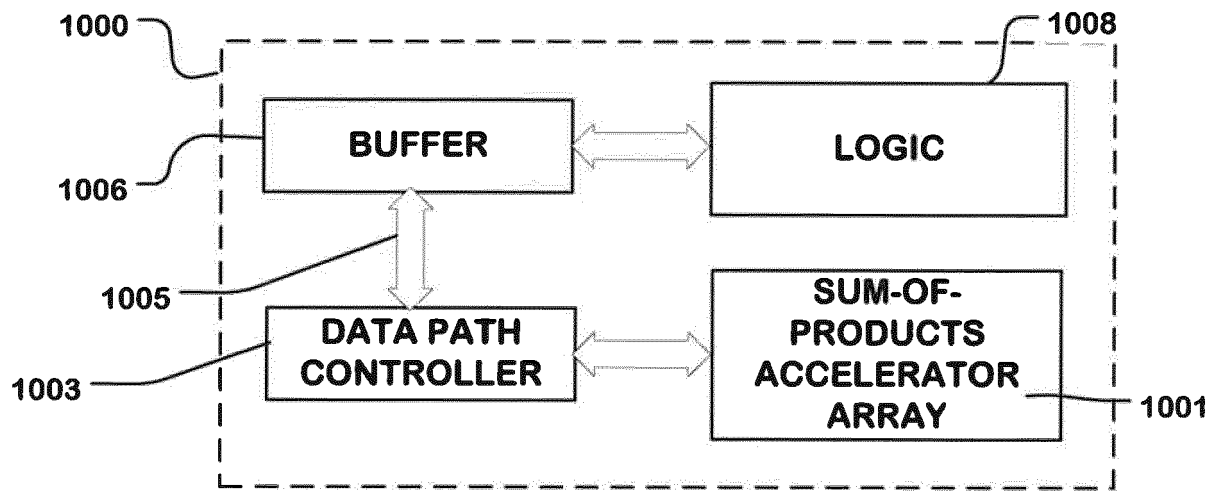 1000
1008
BUFFER
LOGIC
1006
1005
SUM-OF-
PRODUCTS
ACCELERATOR
ARRAY
DATA PATH
CONTROLLER
1003
1001